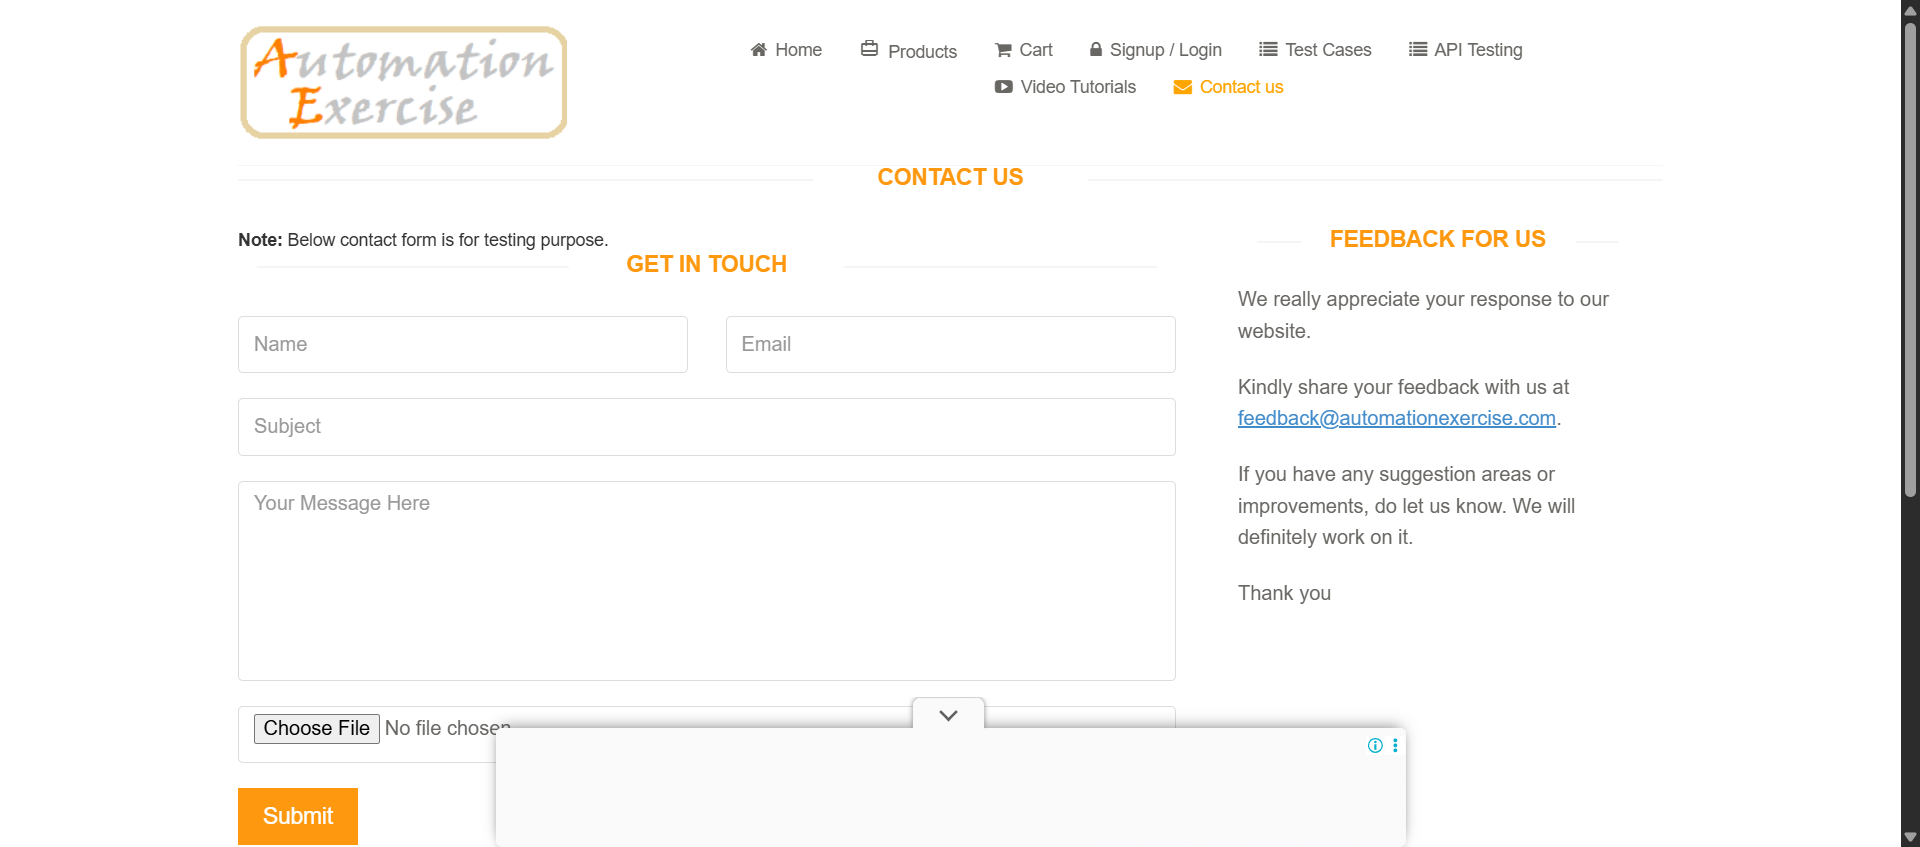 Automation
Exercise
Home
Products
Cart
Signup / Login
Test Cases
API Testing
Video Tutorials
Contact us
CONTACT US
Note: Below contact form is for testing purpose.
GET IN TOUCH
Name
Email
Subject
Your Message Here
Choose File No file chosen
Submit
FEEDBACK FOR US
We really appreciate your response to our
website.
Kindly share your feedback with us at
feedback@automationexercise.com.
If you have any suggestion areas or
improvements, do let us know. We will
definitely work on it.
Thank you